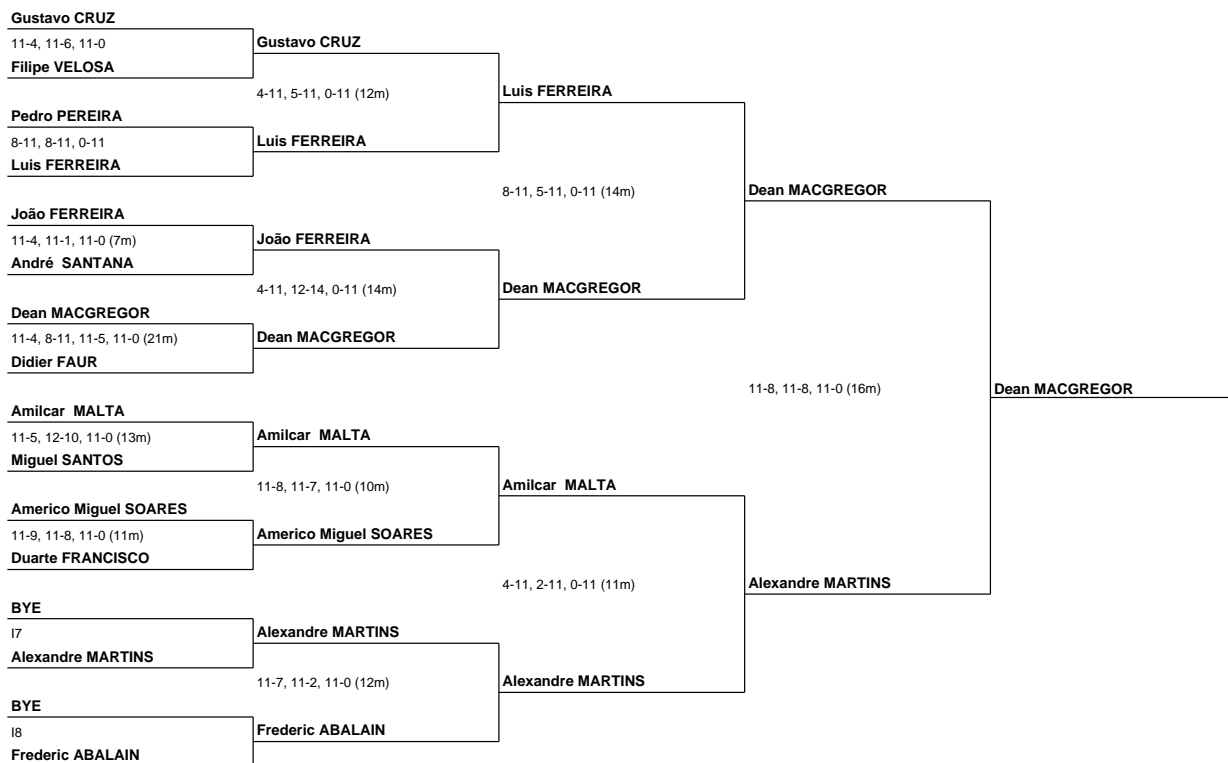 Gustavo CRUZ
11-4, 11-6, 11-0
Gustavo CRUZ
Filipe VELOSA
4-11, 5-11, 0-11 (12m)
Luis FERREIRA
Pedro PEREIRA
8-11, 8-11, 0-11
Luis FERREIRA
Luis FERREIRA
8-11, 5-11, 0-11 (14m)
Dean MACGREGOR
João FERREIRA
11-4, 11-1, 11-0 (7m)
João FERREIRA
André  SANTANA
4-11, 12-14, 0-11 (14m)
Dean MACGREGOR
Dean MACGREGOR
11-4, 8-11, 11-5, 11-0 (21m)
Dean MACGREGOR
Didier FAUR
11-8, 11-8, 11-0 (16m)
Dean MACGREGOR
Amilcar  MALTA
11-5, 12-10, 11-0 (13m)
Amilcar  MALTA
Miguel SANTOS
11-8, 11-7, 11-0 (10m)
Amilcar  MALTA
Americo Miguel SOARES
11-9, 11-8, 11-0 (11m)
Americo Miguel SOARES
Duarte FRANCISCO
4-11, 2-11, 0-11 (11m)
Alexandre MARTINS
BYE
I7
Alexandre MARTINS
Alexandre MARTINS
11-7, 11-2, 11-0 (12m)
Alexandre MARTINS
BYE
I8
Frederic ABALAIN
Frederic ABALAIN